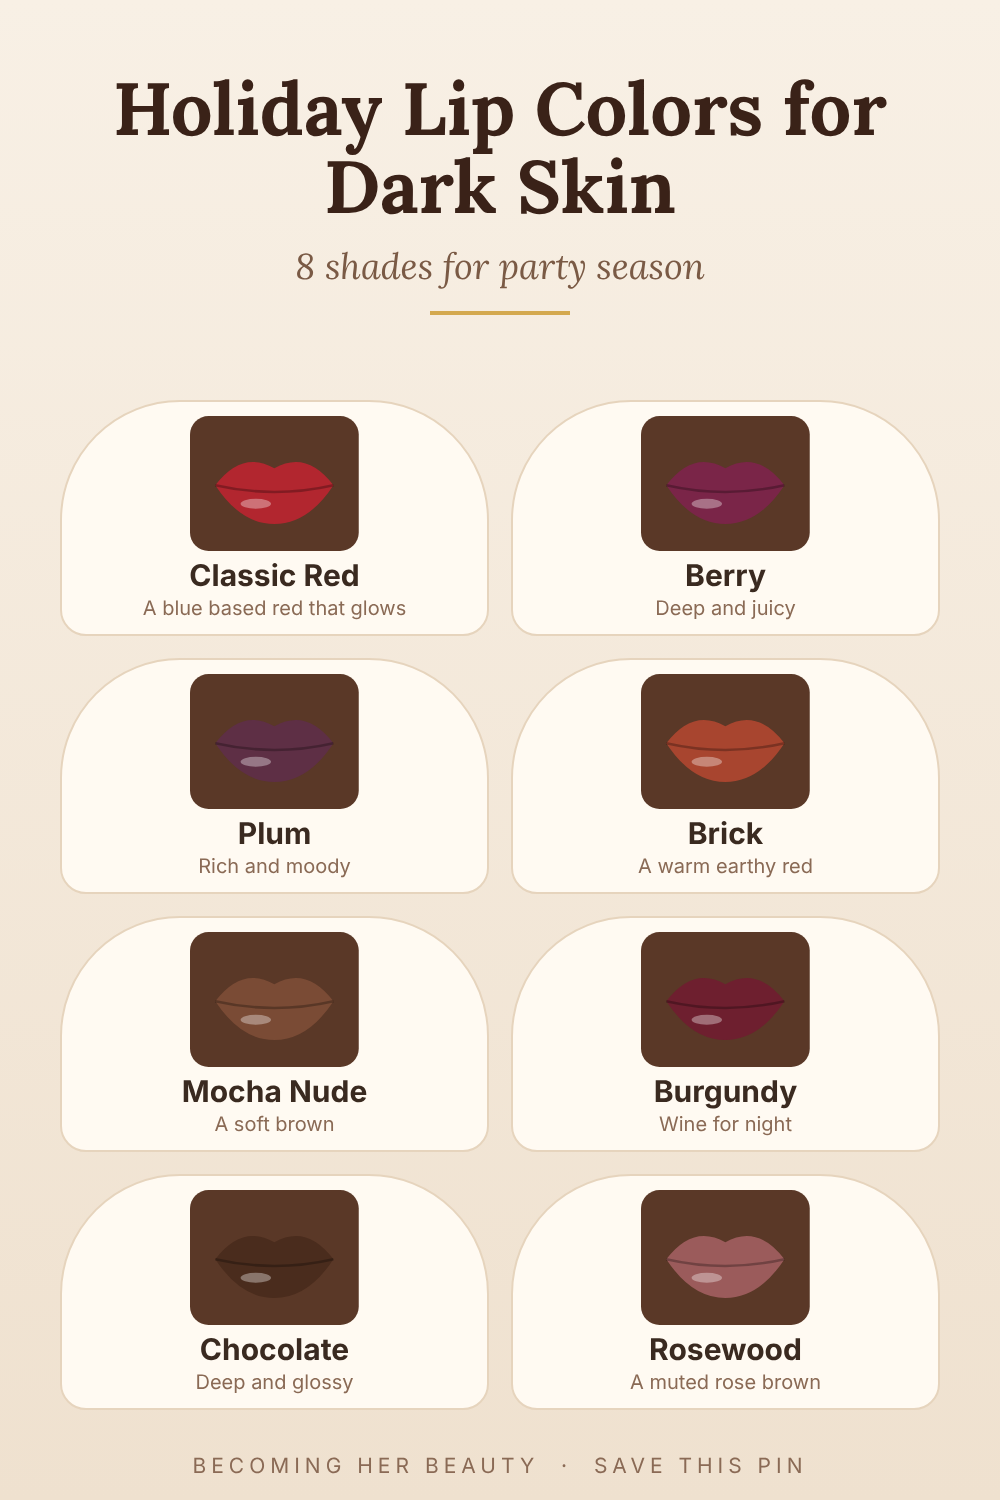 Holiday Lip Colors for
Dark Skin
8 shades for party season
Classic Red
A blue based red that glows
Berry
Deep and juicy
Plum
Rich and moody
Brick
A warm earthy red
Mocha Nude
A soft brown
Burgundy
Wine for night
Chocolate
Deep and glossy
Rosewood
A muted rose brown
BECOMING HER BEAUTY · SAVE THIS PIN